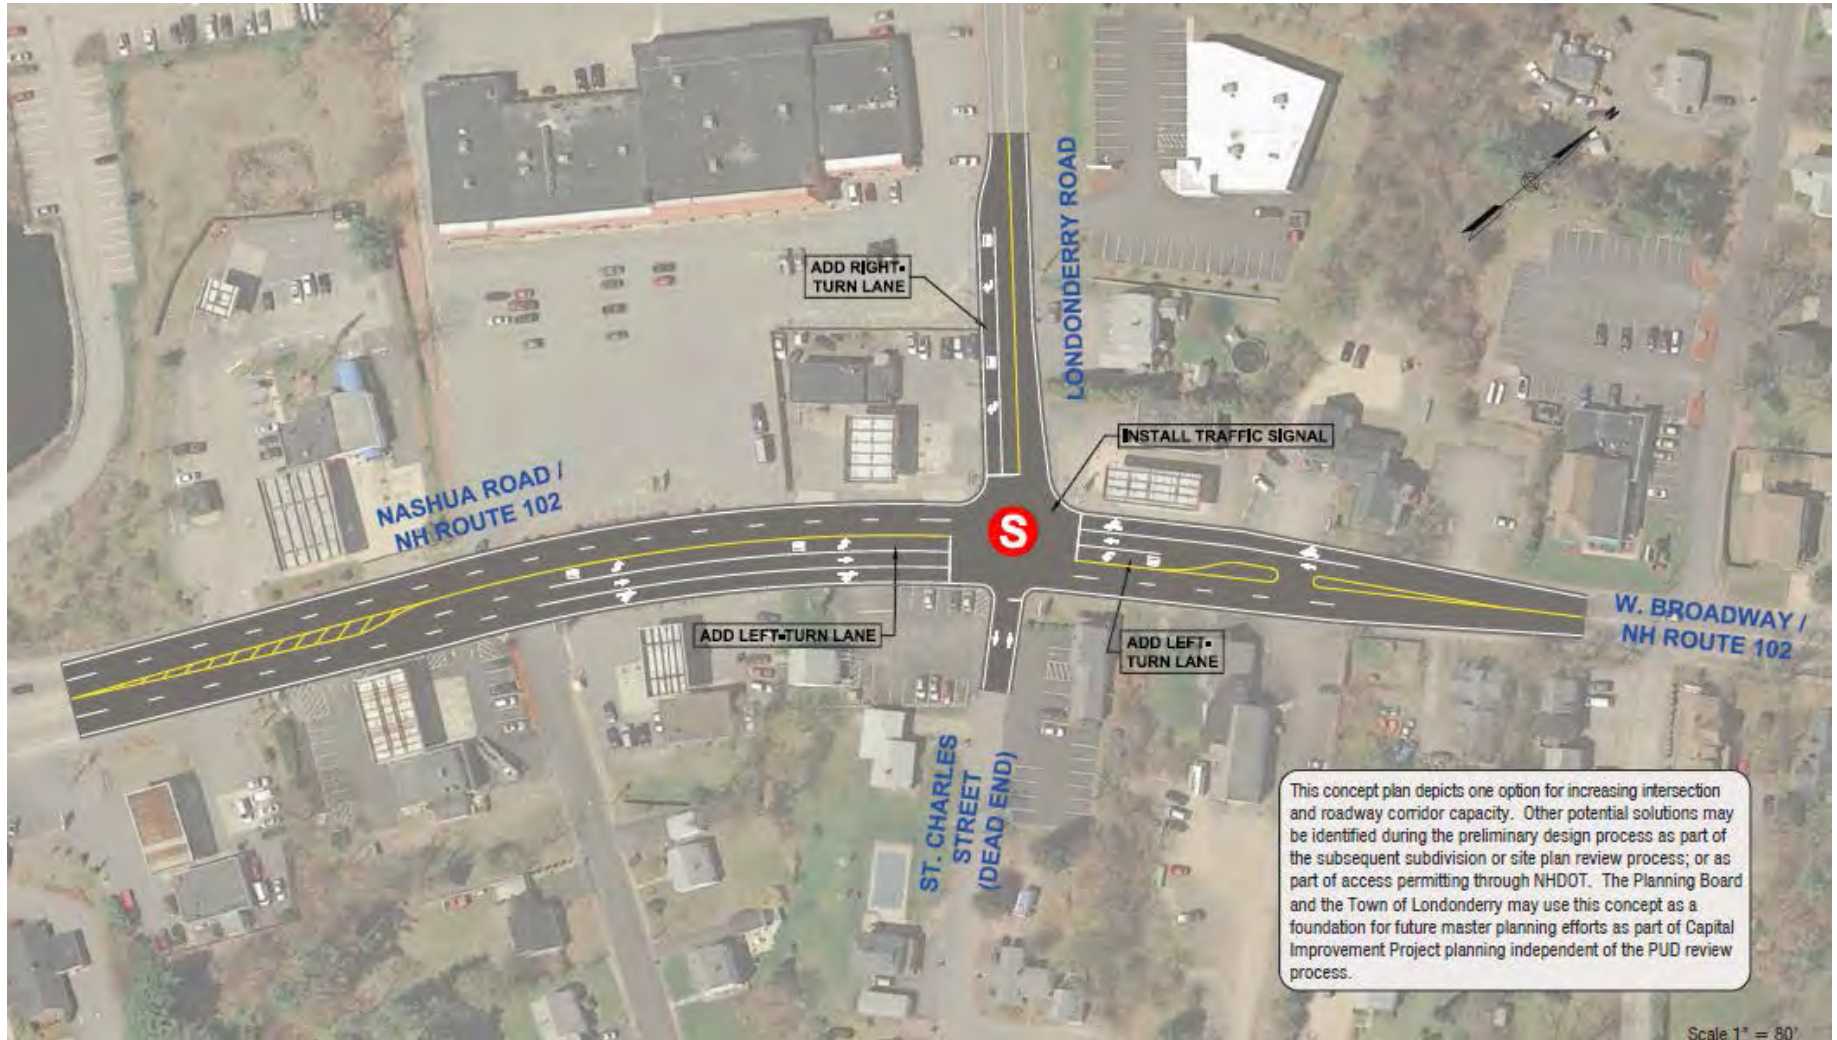 LONDONDERRY ROAD
ADD RIGHT-
TURN LANE
N
INSTALL TRAFFIC SIGNAL
NASHUA ROAD /
NH ROUTE 102
S
ADD LEFT-TURN LANE
ADD LEFT-
TURN LANE
W. BROADWAY /
NH ROUTE 102
ST. CHARLES
STREET
(DEAD END)
This concept plan depicts one option for increasing intersection
and roadway corridor capacity. Other potential solutions may
be identified during the preliminary design process as part of
the subsequent subdivision or site plan review process; or as
part of access permitting through NHDOT. The Planning Board
and the Town of Londonderry may use this concept as a
foundation for future master planning efforts as part of Capital
Improvement Project planning independent of the PUD review
process.
Scale 1" = 80'